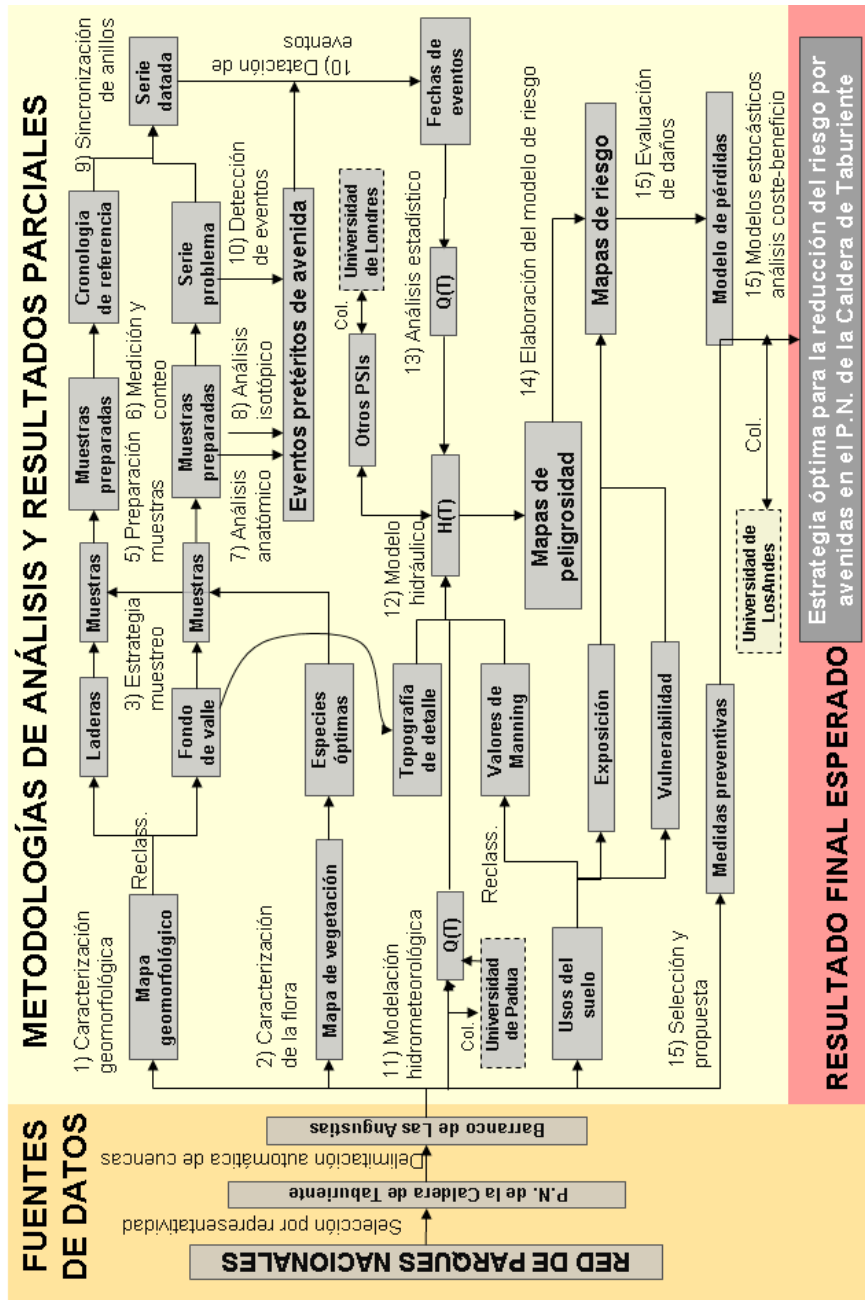 FUENTES
DE DATOS
RED DE PARQUES NACIONALES
Selección por representatividad
P.N. de la Caldera de Taburiente
Delimitación automática de cuencas
Barranco de Las Angustias
METODOLOGÍAS DE ANÁLISIS Y RESULTADOS PARCIALES
1) Caracterización
geomorfológica
Mapa
geomorfológico
Reclass.
Laderas
Fondo
de valle
3) Estrategia
muestreo
Muestras
Muestras
5) Preparación
muestras
Muestras
preparadas
Muestras
preparadas
6) Medición y
conteo
Cronología
de referencia
Serie
problema
9) Sincronización
de anillos
Serie
datada
7) Análisis
anatómico
8) Análisis
isotópico
10) Detección
de eventos
10) Datación de
eventos
Eventos pretéritos de avenida
Fechas de
eventos
2) Caracterización
de la flora
Mapa de vegetación
Especies
óptimas
Topografía
de detalle
11) Modelación
hidrometeorológica
Q(T)
Col.
Universidad
de Padua
Reclass.
Valores de
Manning
12) Modelo
hidráulico
H(T)
Otros PSIs
Col.
Universidad
de Londres
13) Análisis estadístico
Q(T)
Usos del
suelo
Exposición
Vulnerabilidad
Mapas de
peligrosidad
14) Elaboración del modelo de riesgo
Mapas de riesgo
15) Evaluación
de daños
Modelo de pérdidas
15) Selección y
propuesta
Medidas preventivas
15) Modelos estocásticos
análisis coste-beneficio
Col.
Universidad de
LosAndes
RESULTADO FINAL ESPERADO
Estrategia óptima para la reducción del riesgo por
avenidas en el P.N. de la Caldera de Taburiente